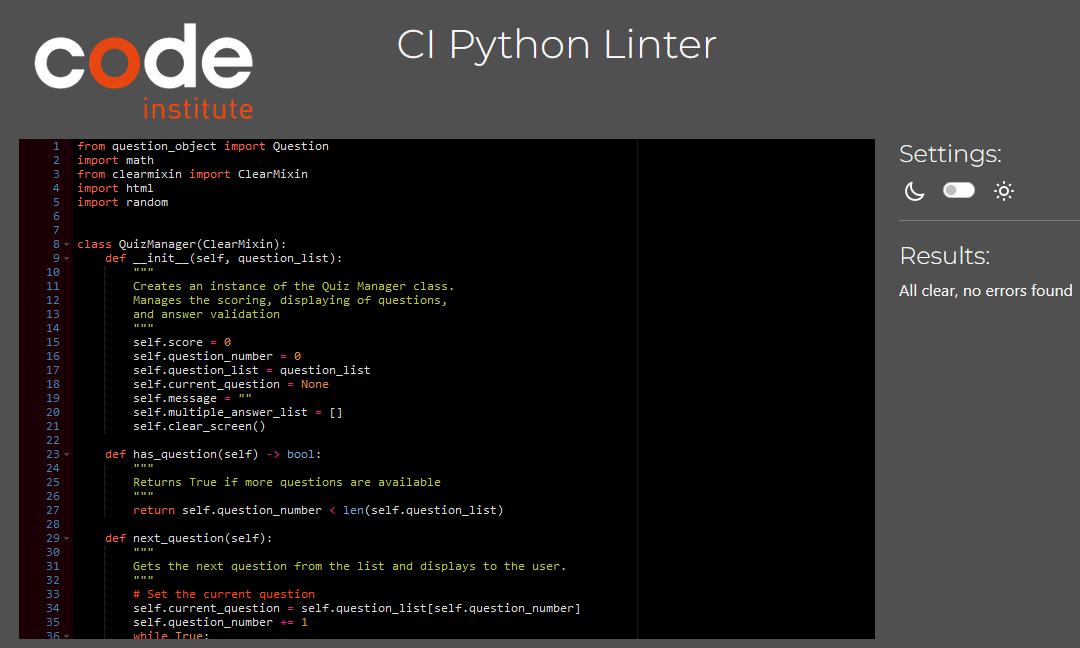 code
institute
CI Python Linter
1 from question_object import Question
2 import math
3 from clearmixin import ClearMixin
4 import html
5 import random
6
7
8 class QuizManager(ClearMixin):
9     def __init__(self, question_list):
10         """
11         Creates an instance of the Quiz Manager class.
12         Manages the scoring, displaying of questions,
13         and answer validation
14         """
15         self.score = 0
16         self.question_number = 0
17         self.question_list = question_list
18         self.current_question = None
19         self.message = ""
20         self.multiple_answer_list = []
21         self.clear_screen()
22
23     def has_question(self) -> bool:
24         """
25         Returns True if more questions are available
26         """
27         return self.question_number < len(self.question_list)
28
29     def next_question(self):
30         """
31         Gets the next question from the list and displays to the user.
32         """
33         # Set the current question
34         self.current_question = self.question_list[self.question_number]
35         self.question_number += 1
36         while True:
Settings:
Results:
All clear, no errors found